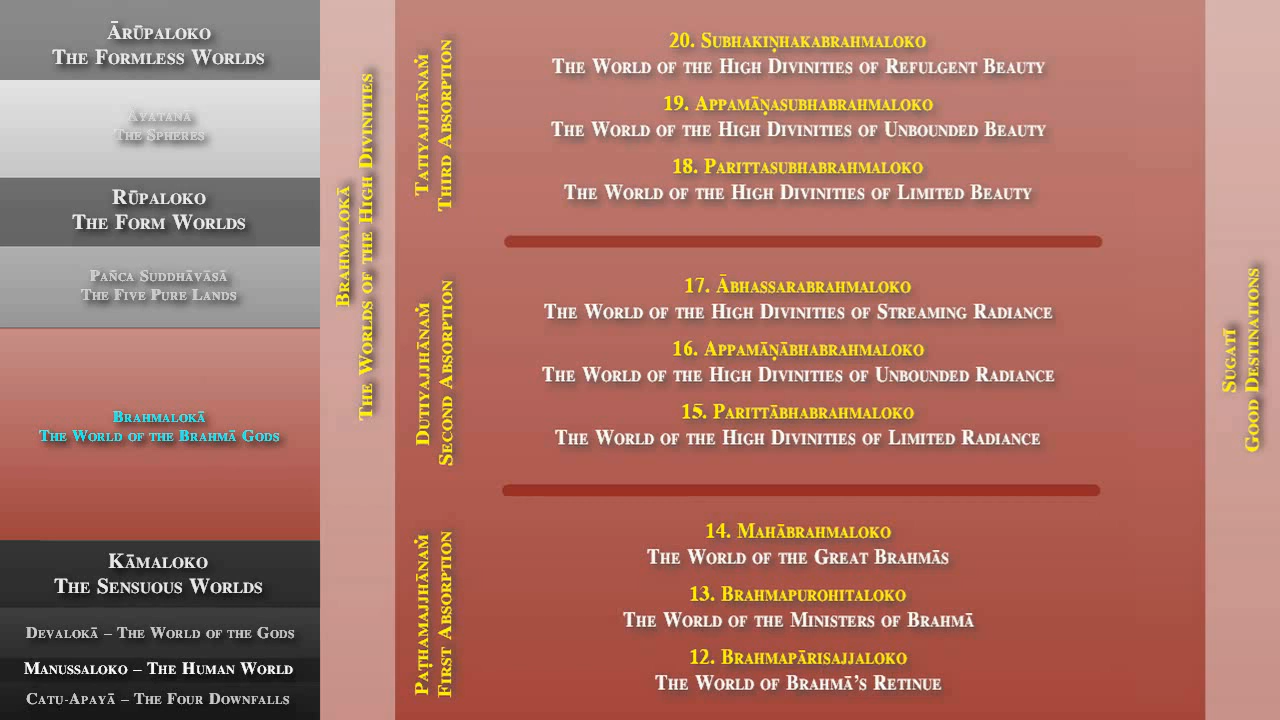 Ārūpaloko
The Formless Worlds
Āyatana
The Spheres
Rūpaloko
The Form Worlds
Pañca Suddhāvāsā
The Five Pure Lands
Brahmalokā
The World of the Brahmā Gods
Kāmaloko
The Sensuous Worlds
Devalokā – The World of the Gods
Manussaloko – The Human World
Catu-Apayā – The Four Downfalls
Brahmalokā
The Worlds of the High Divinities
Tatiyajjhānaṁ
Third Absorption
20. Subhakiṇhakabrahmaloko
The World of the High Divinities of Refulgent Beauty
19. Appamāṇasubhabrahmaloko
The World of the High Divinities of Unbounded Beauty
18. Parittasubhabrahmaloko
The World of the High Divinities of Limited Beauty
Dutiyajjhānaṁ
Second Absorption
17. Ābhassarabrahmaloko
The World of the High Divinities of Streaming Radiance
16. Appamāṇābhabrahmaloko
The World of the High Divinities of Unbounded Radiance
15. Parittābhabrahmaloko
The World of the High Divinities of Limited Radiance
Paṭhamajjhānaṁ
First Absorption
14. Mahābrahmaloko
The World of the Great Brahmās
13. Brahmapurohitaloko
The World of the Ministers of Brahmā
12. Brahmapārisajjaloko
The World of Brahmā's Retinue
Sugatī
Good Destinations